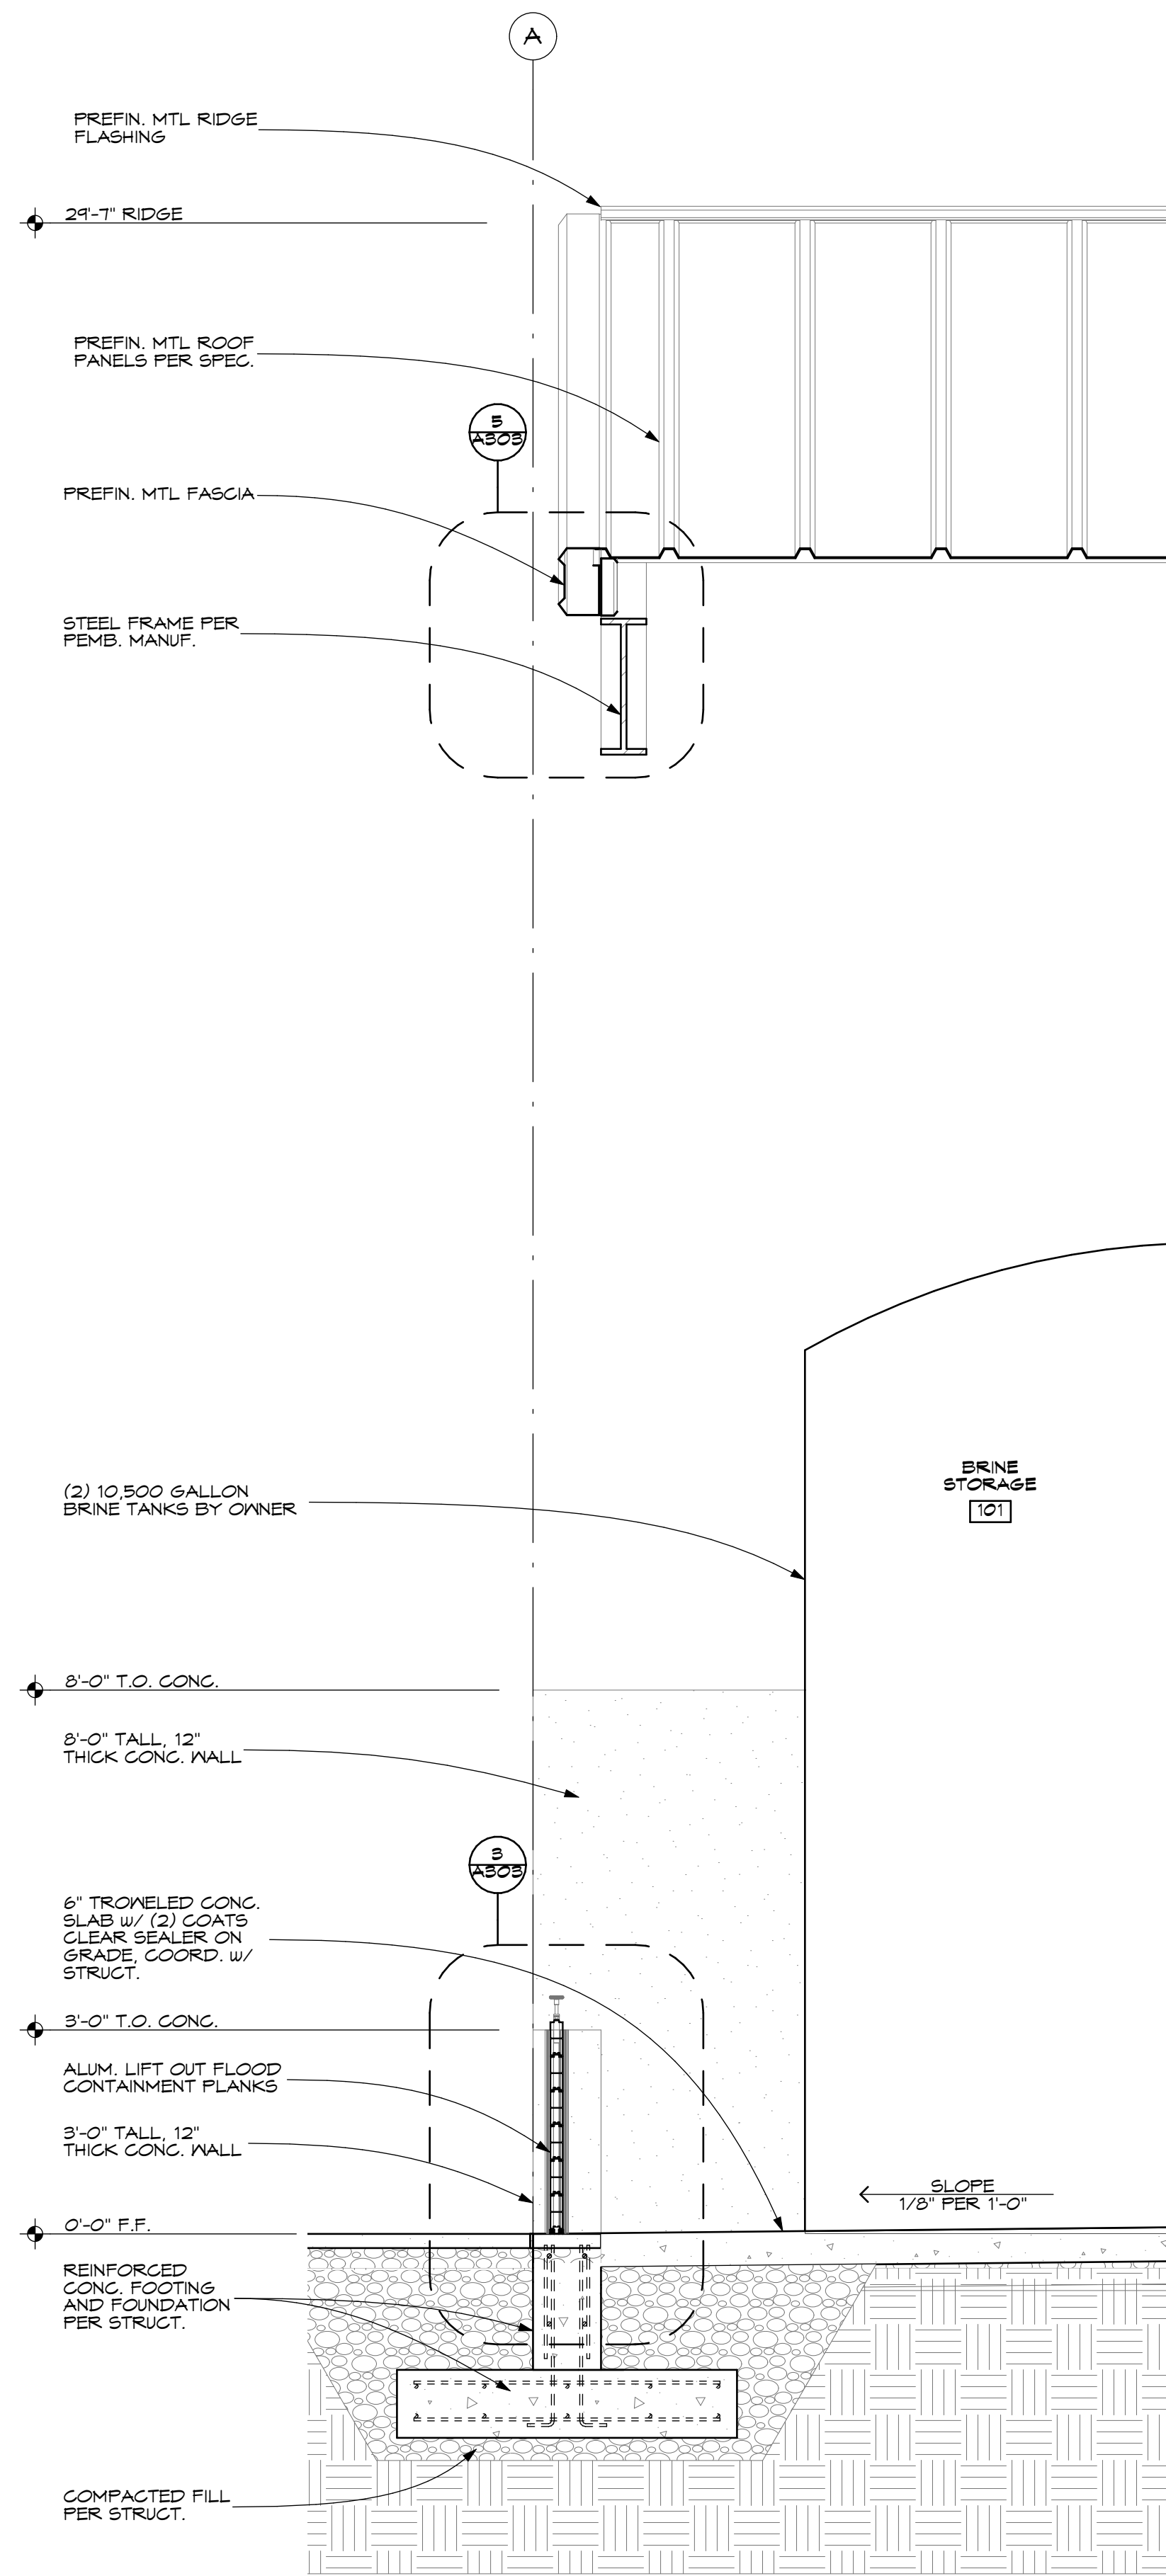 A
PREFIN. MTL RIDGE
FLASHING
29'-7" RIDGE
PREFIN. MTL ROOF
PANELS PER SPEC.
5
A303
PREFIN. MTL FASCIA
STEEL FRAME PER
PEMB. MANUF.
BRINE
STORAGE
101
(2) 10,500 GALLON
BRINE TANKS BY OWNER
8'-0" T.O. CONC.
8'-0" TALL, 12"
THICK CONC. WALL
3
A303
6" TROWELED CONC.
SLAB w/ (2) COATS
CLEAR SEALER ON
GRADE, COORD. w/
STRUCT.
3'-0" T.O. CONC.
ALUM. LIFT OUT FLOOD
CONTAINMENT PLANKS
3'-0" TALL, 12"
THICK CONC. WALL
SLOPE
1/8" PER 1'-0"
0'-0" F.F.
REINFORCED
CONC. FOOTING
AND FOUNDATION
PER STRUCT.
COMPACTED FILL
PER STRUCT.